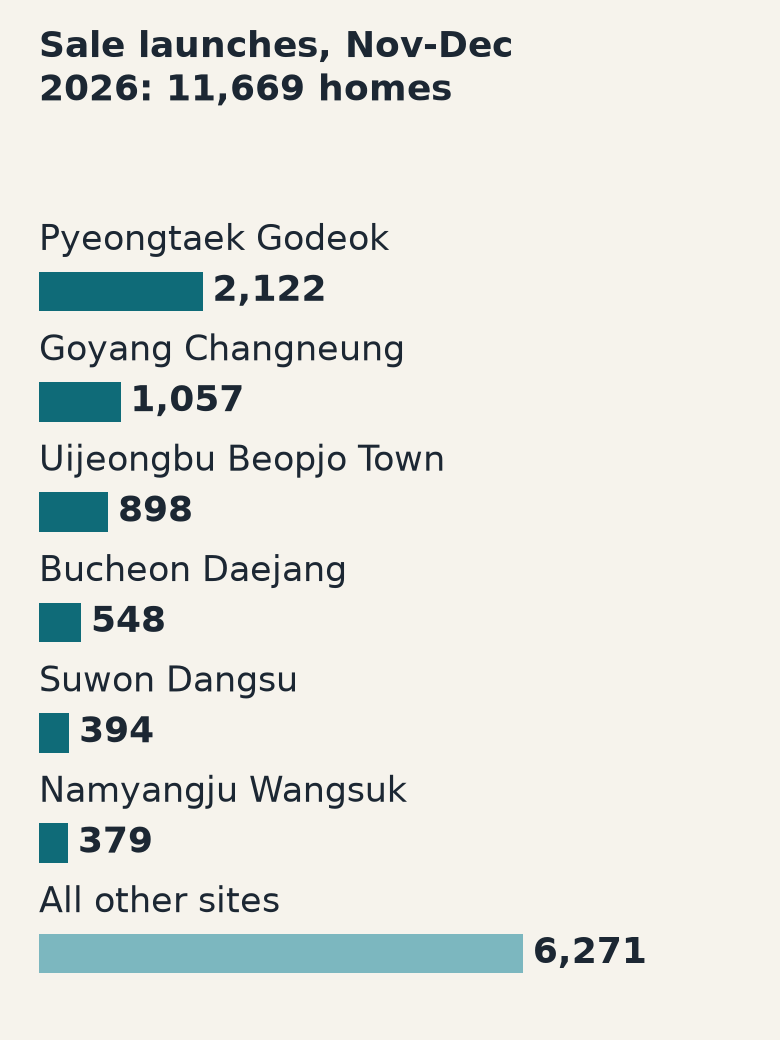 Sale launches, Nov-Dec
2026: 11,669 homes
Pyeongtaek Godeok
2,122
Goyang Changneung
1,057
Uijeongbu Beopjo Town
898
Bucheon Daejang
548
Suwon Dangsu
394
Namyangju Wangsuk
379
All other sites
6,271